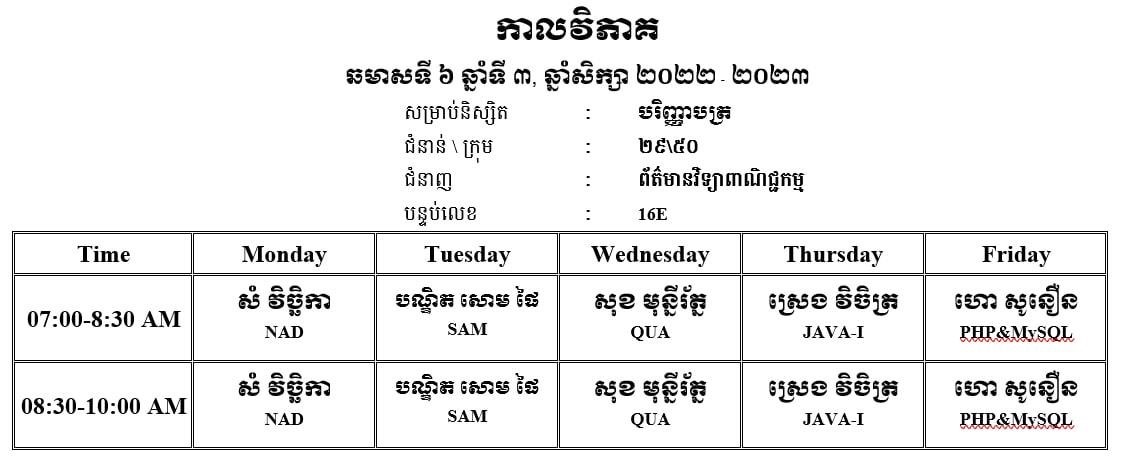 កាលវិភាគ
ឆមាសទី ៦ ឆ្នាំទី ៣, ឆ្នាំសិក្សា ២០២២ - ២០២៣
សម្រាប់និស្សិត : បរិញ្ញាបត្រ
ជំនាន់ \ ក្រុម : ២៩\៥០
ជំនាញ : ព័ត៌មានវិទ្យាពាណិជ្ជកម្ម
បន្ទប់លេខ : 16E
Time Monday Tuesday Wednesday Thursday Friday
សំ វិច្ឆិកា បណ្ឌិត សោម ផៃ សុខ មុន្នីរ័ត្ន ស្រេង វិចិត្រ ហោ សូនឿន
07:00-8:30 AM NAD SAM QUA JAVA-I PHP&MySQL
សំ វិច្ឆិកា បណ្ឌិត សោម ផៃ សុខ មុន្នីរ័ត្ន ស្រេង វិចិត្រ ហោ សូនឿន
08:30-10:00 AM NAD SAM QUA JAVA-I PHP&MySQL